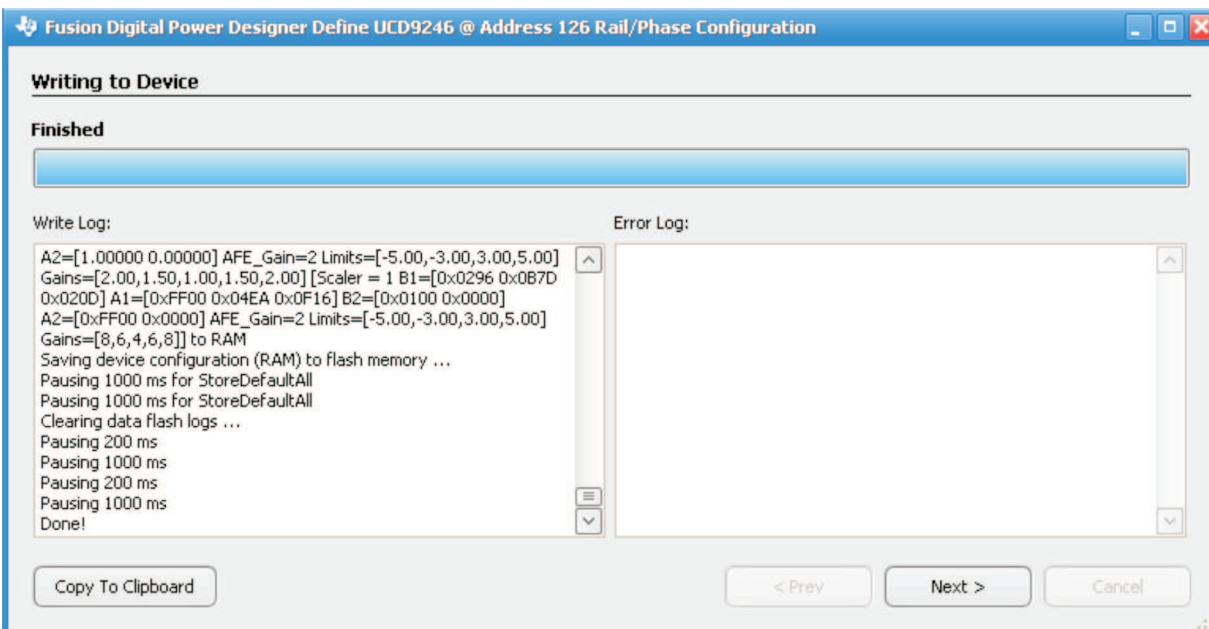 Fusion Digital Power Designer Define UCD9246 @ Address 126 Rail/Phase Configuration
Writing to Device
Finished
Write Log:
Error Log:
A2=[1.00000 0.00000] AFE_Gain=2 Limits=[-5.00,-3.00,3.00,5.00]
Gains=[2.00,1.50,1.00,1.50,2.00] [Scaler = 1 B1=[0x0296 0x0B7D
0x020D] A1=[0xFF00 0x04EA 0x0F16] B2=[0x0100 0x0000]
A2=[0xFF00 0x0000] AFE_Gain=2 Limits=[-5.00,-3.00,3.00,5.00]
Gains=[8,6,4,6,8]] to RAM
Saving device configuration (RAM) to flash memory ...
Pausing 1000 ms for StoreDefaultAll
Pausing 1000 ms for StoreDefaultAll
Clearing data flash logs ...
Pausing 200 ms
Pausing 1000 ms
Pausing 200 ms
Pausing 1000 ms
Done!
Copy To Clipboard
< Prev
Next >
Cancel